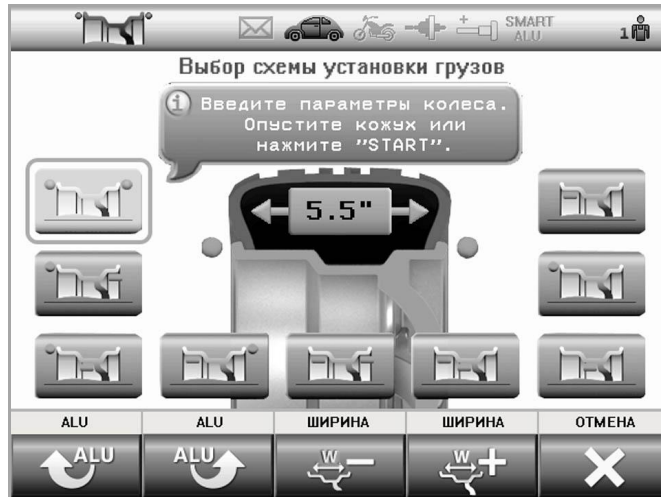 SMART
ALU
1
Выбор схемы установки грузов
i
Введите параметры колеса.
Опустите кожух или
нажмите "START".
5.5"
ALU
ALU
ШИРИНА
ШИРИНА
ОТМЕНА
ALU
ALU
W
W